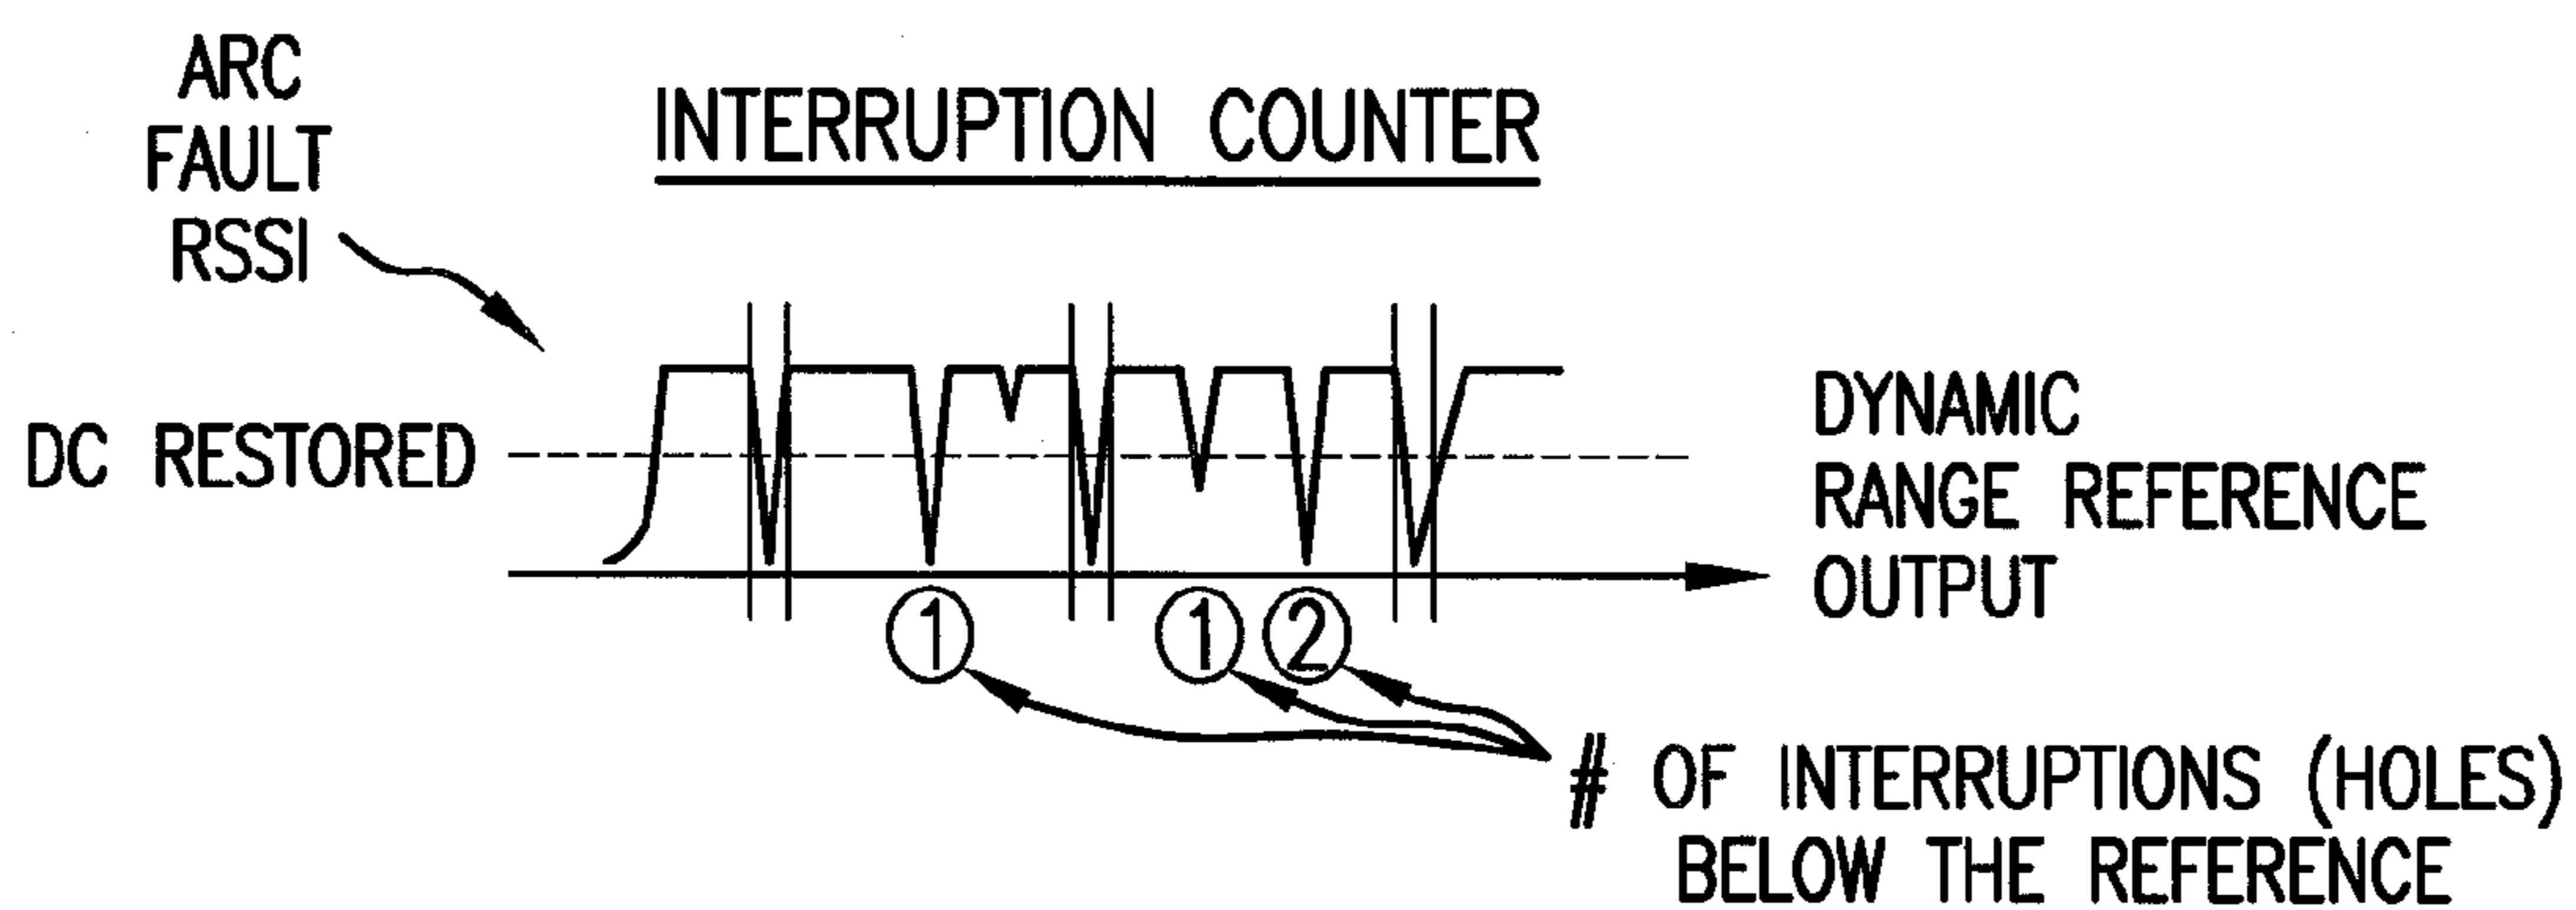 ARC
FAULT
RSSI
INTERRUPTION COUNTER
DC RESTORED
DYNAMIC
RANGE REFERENCE
OUTPUT
1
1
2
# OF INTERRUPTIONS (HOLES)
BELOW THE REFERENCE